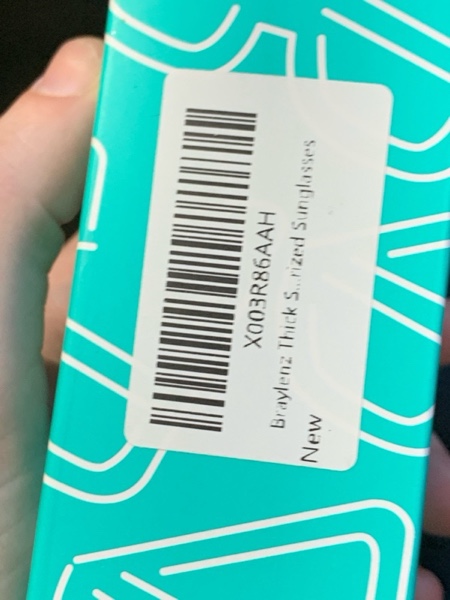 X003R86AAH
Braylenz Thick S...rized Sunglasses
New